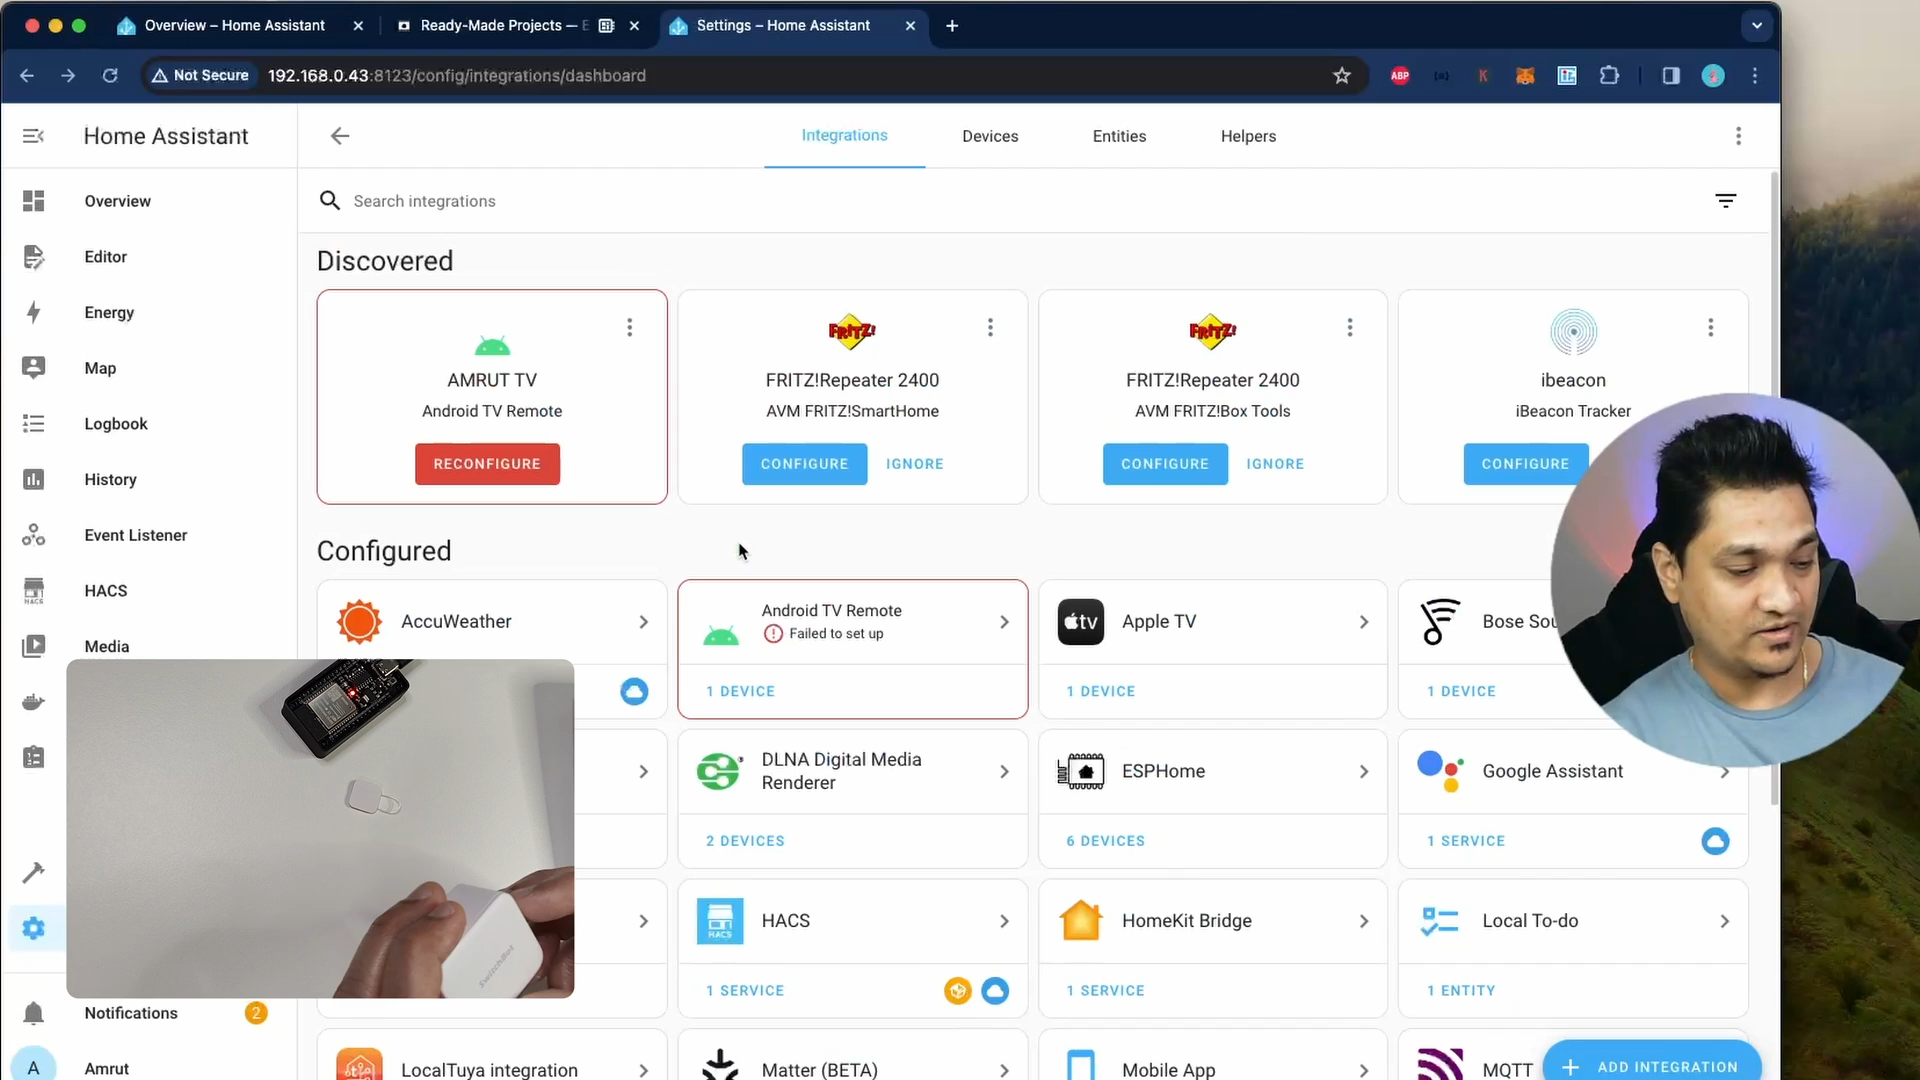 Overview – Home Assistant
Ready-Made Projects —
Settings – Home Assistant
Not Secure
192.168.0.43:8123/config/integrations/dashboard
ABP
Home Assistant
Integrations
Devices
Entities
Helpers
Overview
Editor
Energy
Map
Logbook
History
Event Listener
HACS
Media
Notifications
2
A
Amrut
Search integrations
Discovered
AMRUT TV
Android TV Remote
RECONFIGURE
FRITZ!
FRITZ!Repeater 2400
AVM FRITZ!SmartHome
CONFIGURE
IGNORE
FRITZ!
FRITZ!Repeater 2400
AVM FRITZ!Box Tools
CONFIGURE
IGNORE
ibeacon
iBeacon Tracker
CONFIGURE
Configured
AccuWeather
Android TV Remote
Failed to set up
1 DEVICE
tv
Apple TV
1 DEVICE
Bose Sou
1 DEVICE
DLNA Digital Media
Renderer
2 DEVICES
ESPHome
6 DEVICES
Google Assistant
1 SERVICE
HACS
HACS
1 SERVICE
HomeKit Bridge
1 SERVICE
Local To-do
1 ENTITY
LocalTuya integration
Matter (BETA)
Mobile App
MQTT
ADD INTEGRATION
SwitchBot